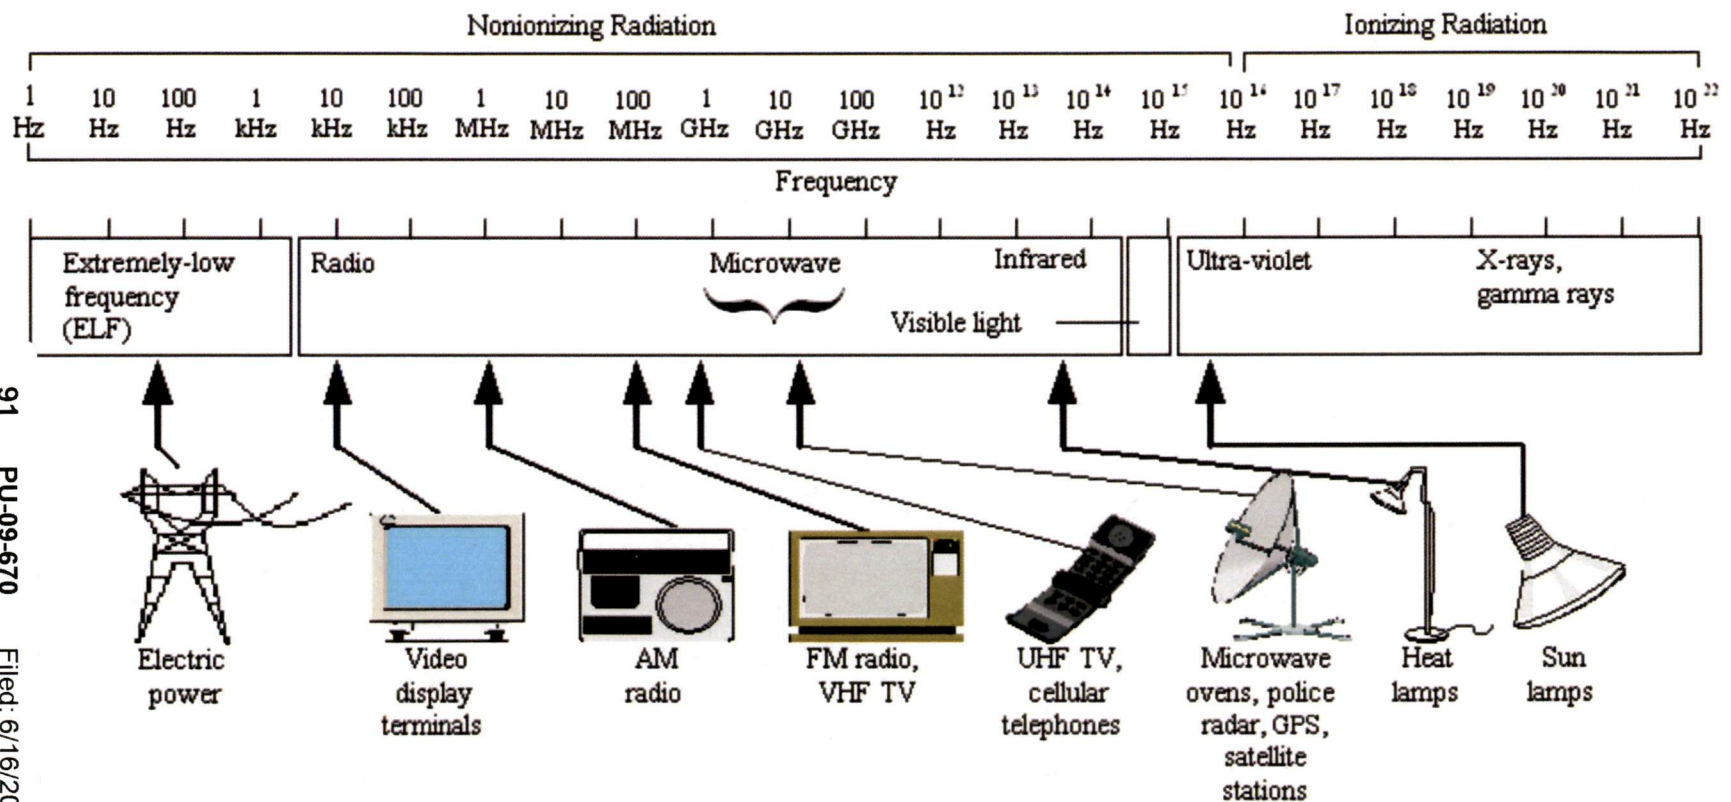 Nonionizing Radiation
Ionizing Radiation
1 10 100 1 10 100 1 10 100 1 10 100 10¹² 10¹³ 10¹⁴ 10¹⁵ 10¹⁶ 10¹⁷ 10¹⁸ 10¹⁹ 10²⁰ 10²¹ 10²²
Hz Hz Hz kHz kHz kHz MHz MHz MHz GHz GHz GHz Hz Hz Hz Hz Hz Hz Hz Hz Hz Hz Hz
Frequency
Extremely-low
frequency
(ELF)
Radio
Microwave
Infrared
Visible light
Ultra-violet
X-rays,
gamma rays
Electric
power
Video
display
terminals
AM
radio
FM radio,
VHF TV
UHF TV,
cellular
telephones
Microwave
ovens, police
radar, GPS,
satellite
stations
Heat
lamps
Sun
lamps
91 PU-09-670 Filed: 6/16/20